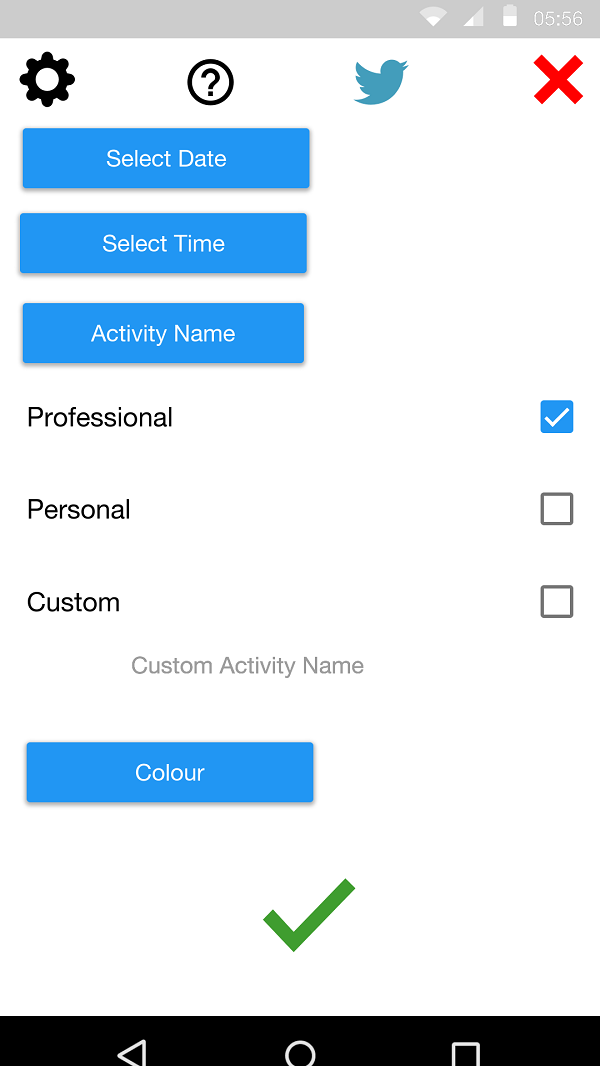 05:56
Select Date
Select Time
Activity Name
Professional
Personal
Custom
Custom Activity Name
Colour